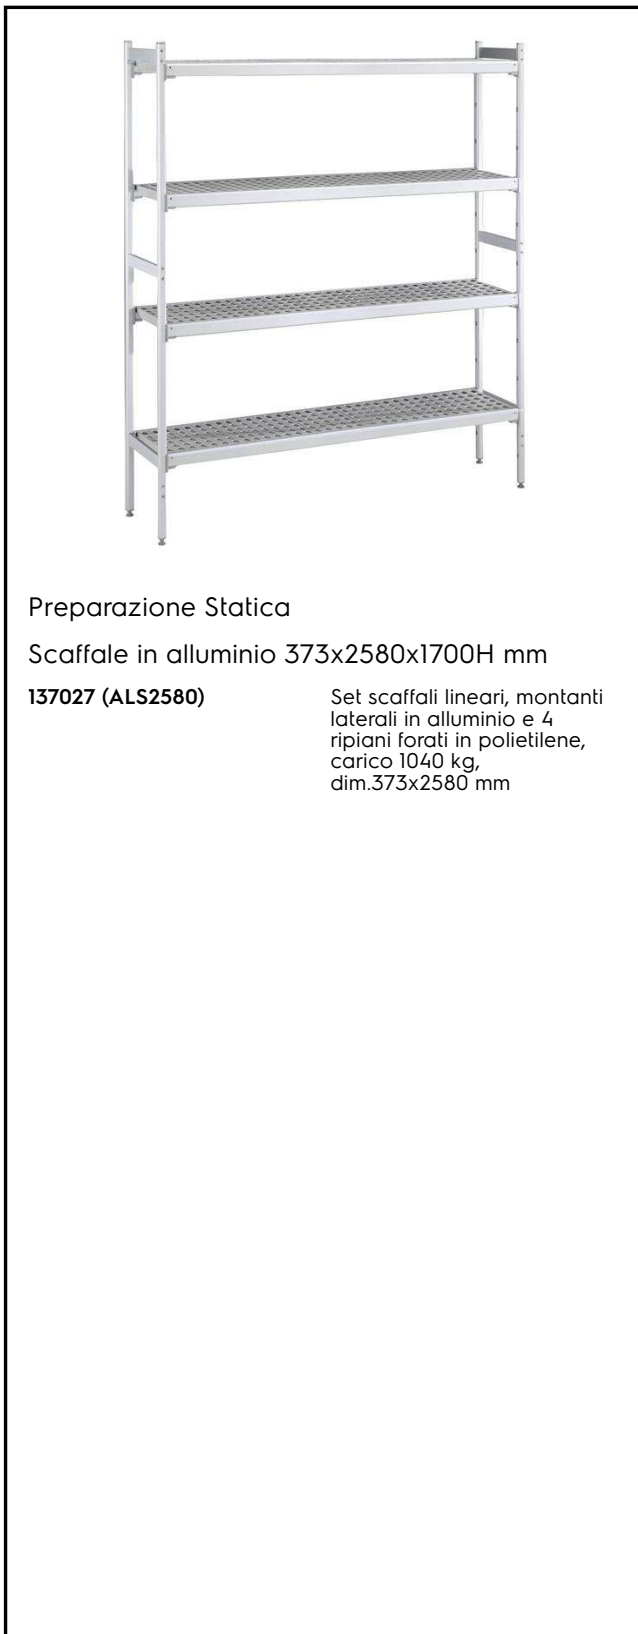 Preparazione Statica
Scaffale in alluminio 373x2580x1700H mm
137027 (ALS2580)
Set scaffali lineari, montanti
laterali in alluminio e 4
ripiani forati in polietilene,
carico 1040 kg,
dim.373x2580 mm